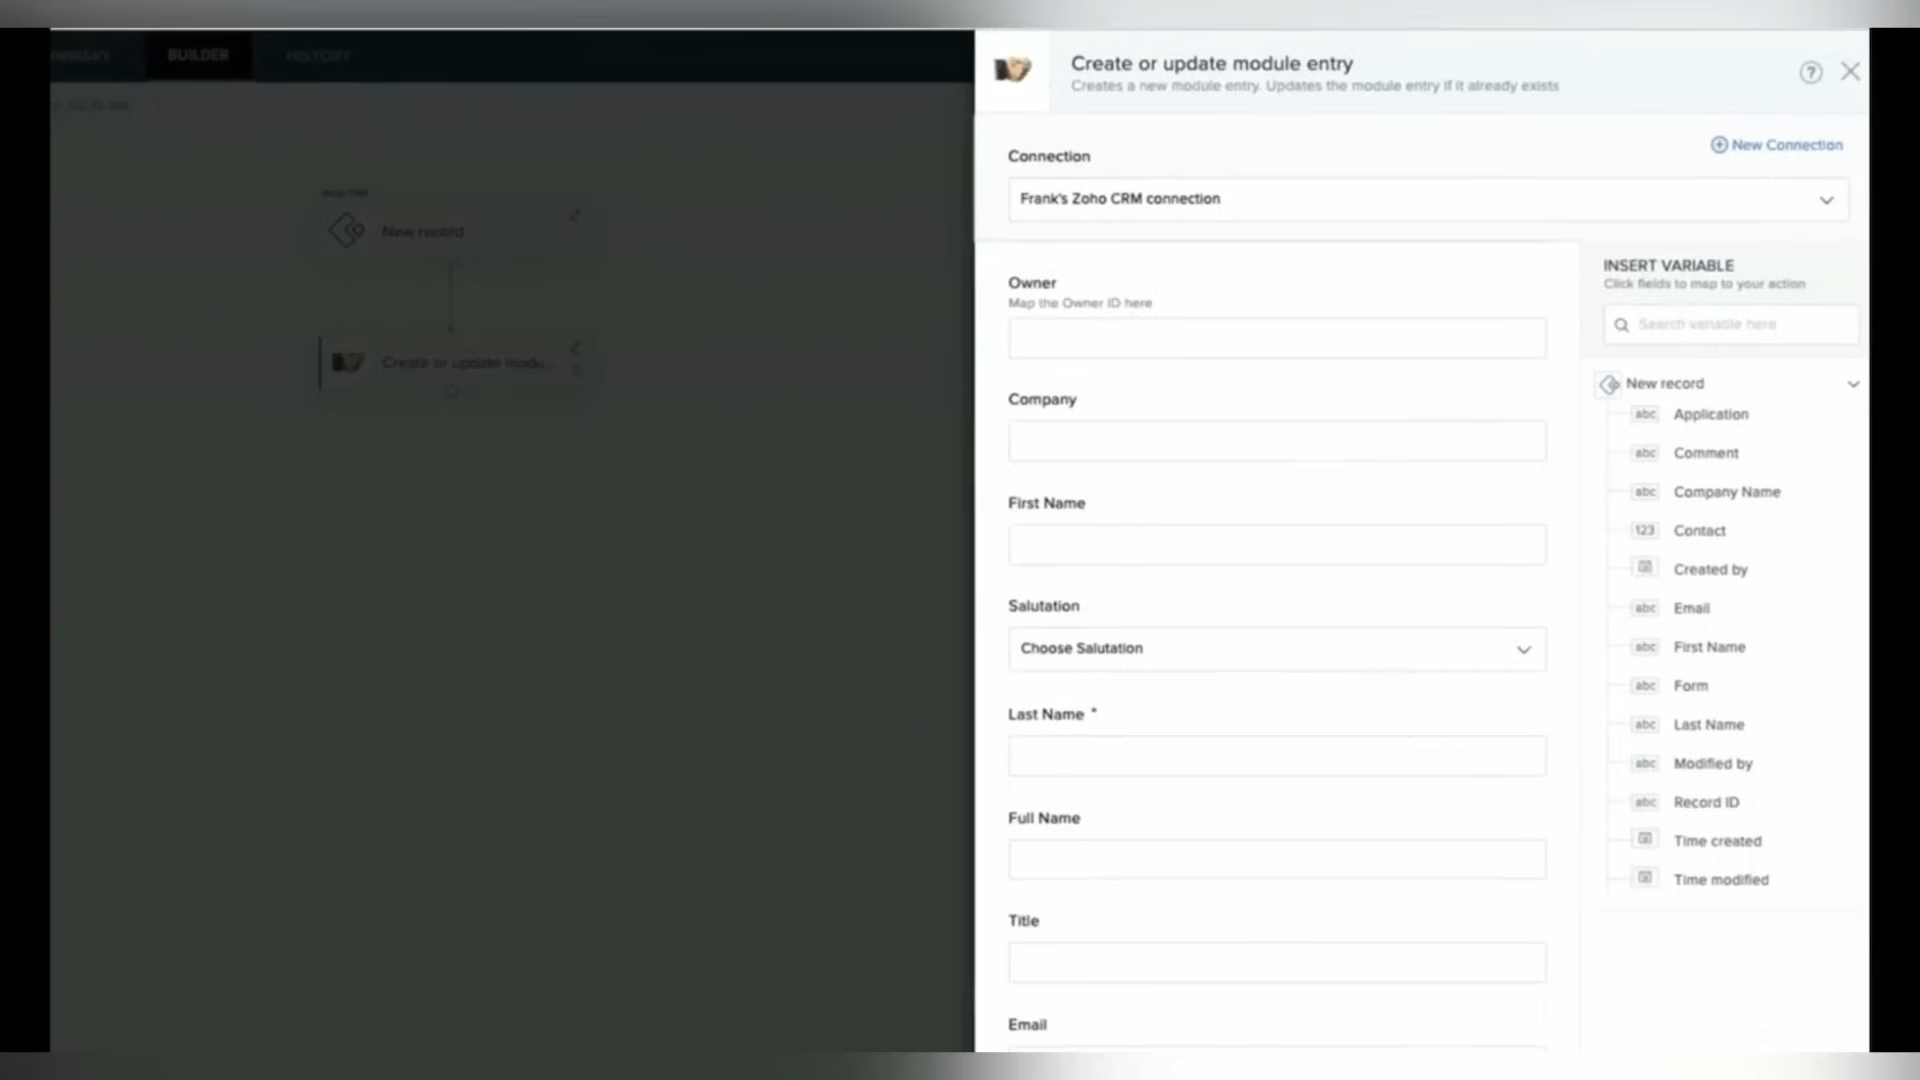 BUILDER
HISTORY
New record
Create or update modu...
Create or update module entry
Creates a new module entry. Updates the module entry if it already exists
?
New Connection
Connection
Frank's Zoho CRM connection
Owner
Map the Owner ID here
Company
First Name
Salutation
Choose Salutation
Last Name *
Full Name
Title
Email
INSERT VARIABLE
Click fields to map to your action
Search variable here
New record
abc Application
abc Comment
abc Company Name
123 Contact
Created by
abc Email
abc First Name
abc Form
abc Last Name
abc Modified by
abc Record ID
Time created
Time modified